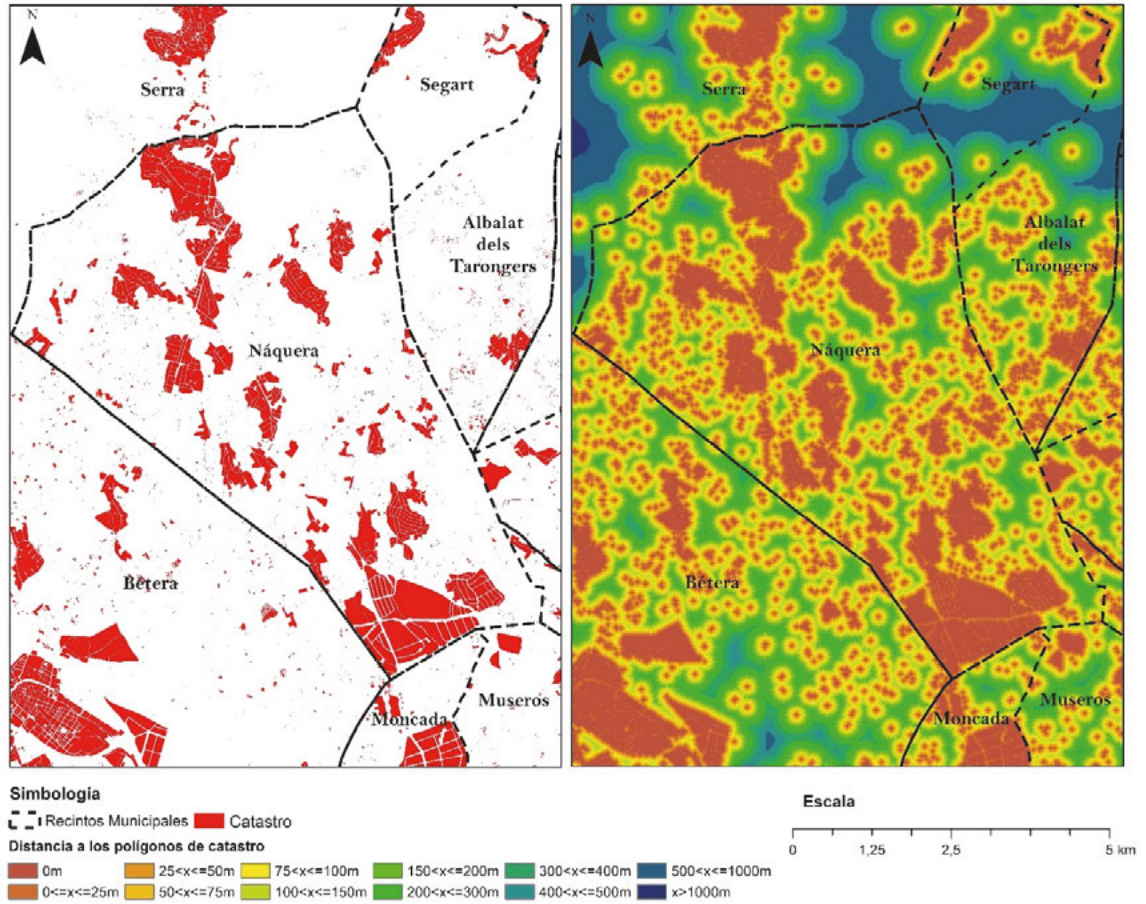 N
Serra
Segart
Albalat
dels
Tarongers
Náquera
Bétera
Museros
Moncada
N
Serra
Segart
Albalat
dels
Tarongers
Náquera
Bétera
Museros
Moncada
Simbología
Recintos Municipales Catastro
Distancia a los polígonos de catastro
0m 25<x<=50m 75<x<=100m 150<x<=200m 300<x<=400m 500<x<=1000m
0<=x<=25m 50<x<=75m 100<x<=150m 200<x<=300m 400<x<=500m x>1000m
Escala
0 1,25 2,5 5 km